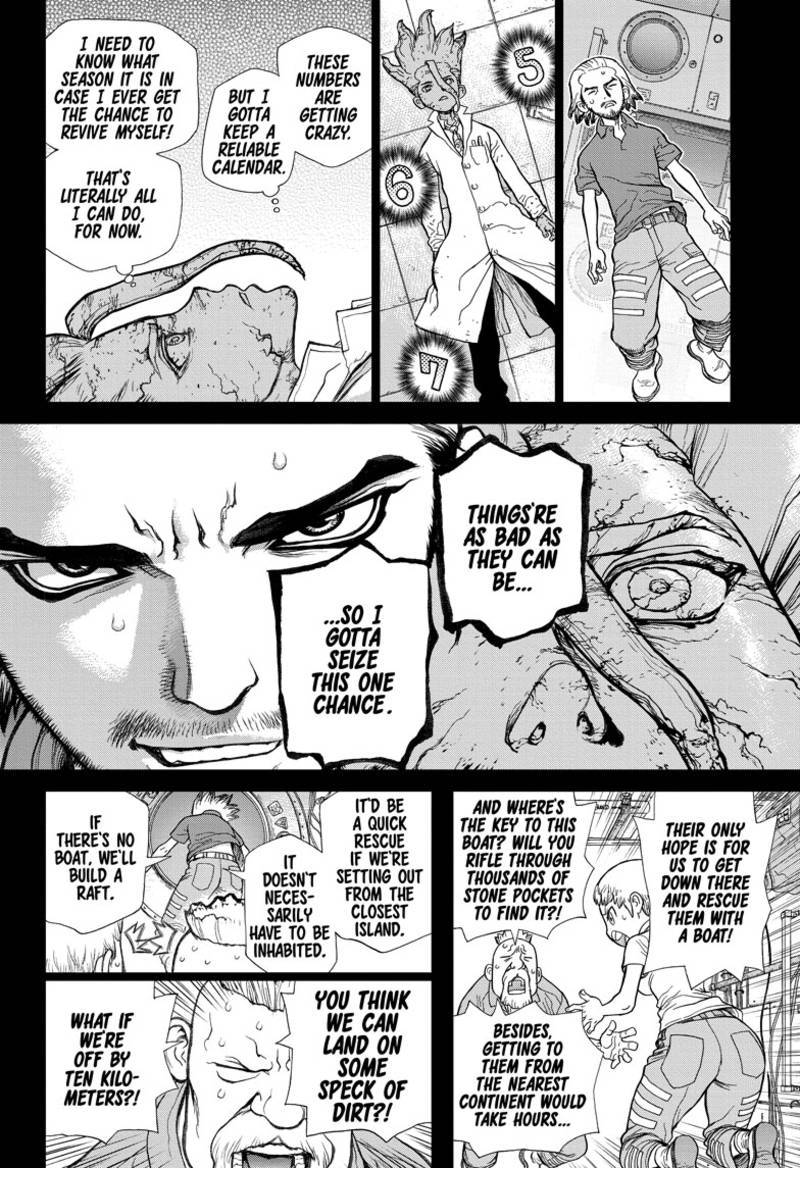 5
6
7
THESE
NUMBERS
ARE
GETTING
CRAZY.
BUT I
GOTTA
KEEP A
RELIABLE
CALENDAR.
I NEED TO
KNOW WHAT
SEASON IT IS IN
CASE I EVER GET
THE CHANCE TO
REVIVE MYSELF!
THAT'S
LITERALLY ALL
I CAN DO,
FOR NOW.
THINGS'RE
AS BAD AS
THEY CAN
BE...
...SO I
GOTTA
SEIZE
THIS ONE
CHANCE.
THEIR ONLY
HOPE IS FOR
US TO GET
DOWN THERE
AND RESCUE
THEM WITH
A BOAT!
AND WHERE'S
THE KEY TO THIS
BOAT? WILL YOU
RIFLE THROUGH
THOUSANDS OF
STONE POCKETS
TO FIND IT?!
BESIDES,
GETTING TO
THEM FROM
THE NEAREST
CONTINENT WOULD
TAKE HOURS...
IT'D BE
A QUICK
RESCUE
IF WE'RE
SETTING OUT
FROM THE
CLOSEST
ISLAND.
IT
DOESN'T
NECES-
SARILY
HAVE TO BE
INHABITED.
IF
THERE'S NO
BOAT, WE'LL
BUILD A
RAFT.
YOU THINK
WE CAN
LAND ON
SOME
SPECK OF
DIRT?!
WHAT IF
WE'RE
OFF BY
TEN KILO-
METERS?!